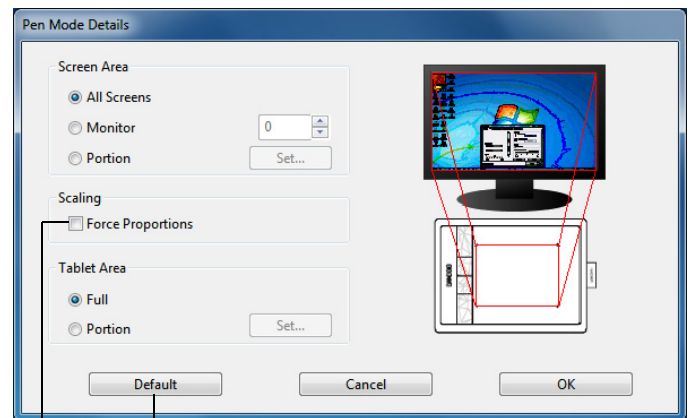 Pen Mode Details
Screen Area
All Screens
Monitor
0
Portion
Set...
Scaling
Force Proportions
Tablet Area
Full
Portion
Set...
Default
Cancel
OK